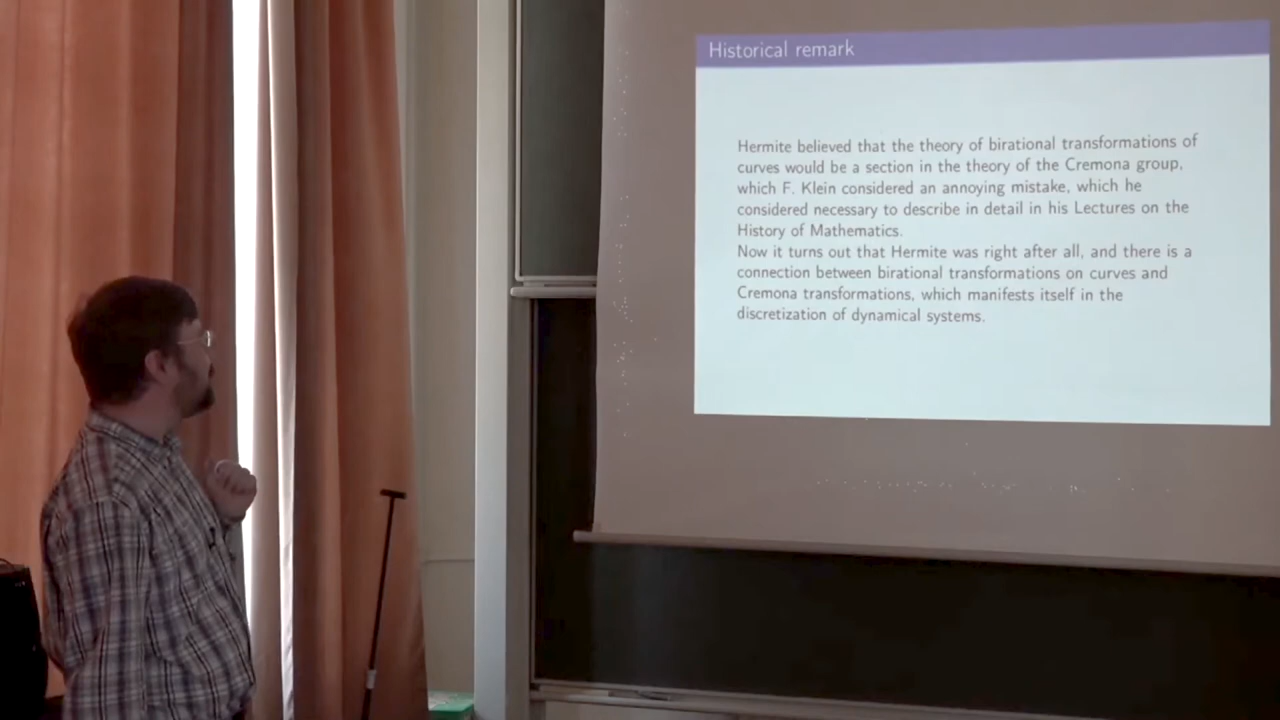 Historical remark
Hermite believed that the theory of birational transformations of
curves would be a section in the theory of the Cremona group,
which F. Klein considered an annoying mistake, which he
considered necessary to describe in detail in his Lectures on the
History of Mathematics.
Now it turns out that Hermite was right after all, and there is a
connection between birational transformations on curves and
Cremona transformations, which manifests itself in the
discretization of dynamical systems.